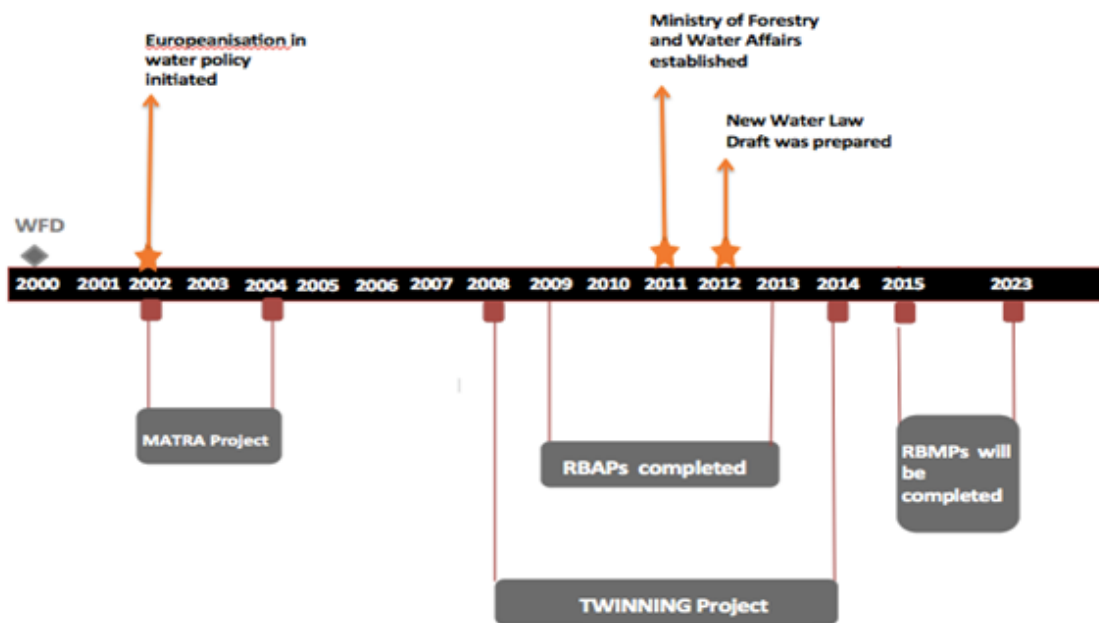 Europeanisation in
water policy
initiated
Ministry of Forestry
and Water Affairs
established
New Water Law
Draft was prepared
WFD
2000 2001 2002 2003 2004 2005 2006 2007 2008 2009 2010 2011 2012 2013 2014 2015 2023
MATRA Project
RBAPs completed
RBMPs will
be
completed
TWINNING Project